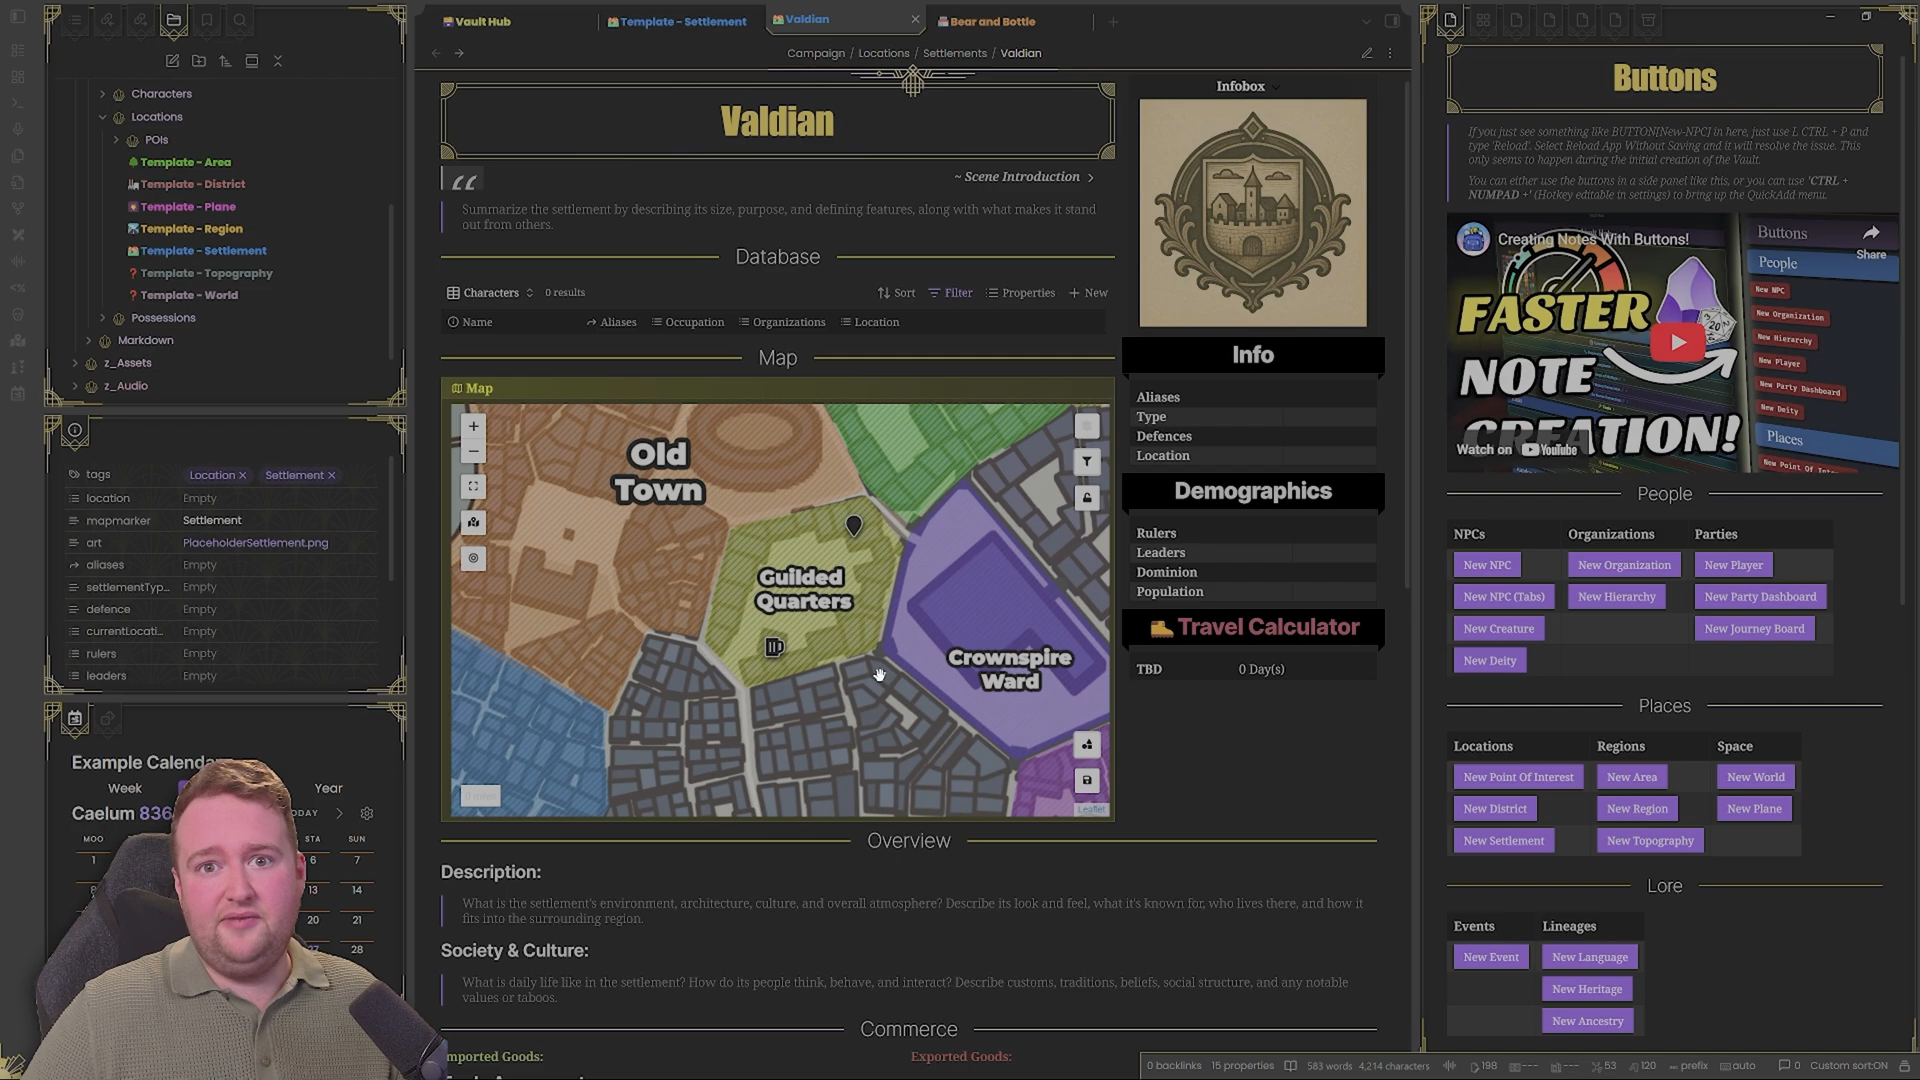 Vault Hub
Template - Settlement
Valdian
Bear and Bottle
Campaign / Locations / Settlements / Valdian
Characters
Locations
POIs
Template - Area
Template - District
Template - Plane
Template - Region
Template - Settlement
Template - Topography
Template - World
Possessions
Markdown
z_Assets
z_Audio
tags Location × Settlement ×
location Empty
mapmarker Settlement
art PlaceholderSettlement.png
aliases Empty
settlementTyp... Empty
defence Empty
currentLocati... Empty
rulers Empty
leaders Empty
Example Calenda
Week Year
Caelum 836
ODAY
MOO STA SUN
1 6 7
8 13 14
20 21
27 28
Valdian
~ Scene Introduction
Summarize the settlement by describing its size, purpose, and defining features, along with what makes it stand
out from others.
Database
Characters 0 results Sort Filter Properties + New
Name Aliases Occupation Organizations Location
Map
Map
Old
Town
Guilded
Quarters
Crownspire
Ward
Leaflet
Overview
Description:
What is the settlement's environment, architecture, culture, and overall atmosphere? Describe its look and feel, what it's known for, who lives there, and how it
fits into the surrounding region.
Society & Culture:
What is daily life like in the settlement? How do its people think, behave, and interact? Describe customs, traditions, beliefs, social structure, and any notable
values or taboos.
Commerce
mported Goods: Exported Goods:
Infobox
Info
Aliases
Type
Defences
Location
Demographics
Rulers
Leaders
Dominion
Population
Travel Calculator
TBD 0 Day(s)
Buttons
If you just see something like BUTTON[New-NPC] in here, just use L CTRL + P and
type 'Reload'. Select Reload App Without Saving and it will resolve the issue. This
only seems to happen during the initial creation of the Vault.
You can either use the buttons in a side panel like this, or you can use 'CTRL +
NUMPAD +' (Hotkey editable in settings) to bring up the QuickAdd menu.
Creating Notes With Buttons!
Share
FASTER
NOTE
CREATION!
Watch on YouTube
Buttons
People
New NPC
New Organization
New Hierarchy
New Player
New Party Dashboard
New Deity
Places
New Point Of Inte
People
NPCs Organizations Parties
New NPC New Organization New Player
New NPC (Tabs) New Hierarchy New Party Dashboard
New Creature New Journey Board
New Deity
Places
Locations Regions Space
New Point Of Interest New Area New World
New District New Region New Plane
New Settlement New Topography
Lore
Events Lineages
New Event New Language
New Heritage
New Ancestry
0 backlinks 15 properties 583 words 4,214 characters 198 --- --- 53 120 prefix auto 0 Custom sort:ON